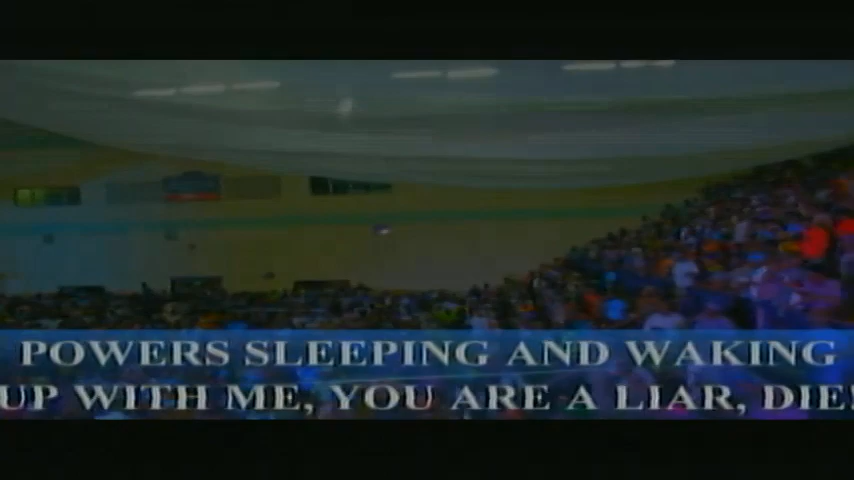 POWERS SLEEPING AND WAKING
UP WITH ME, YOU ARE A LIAR, DIE!